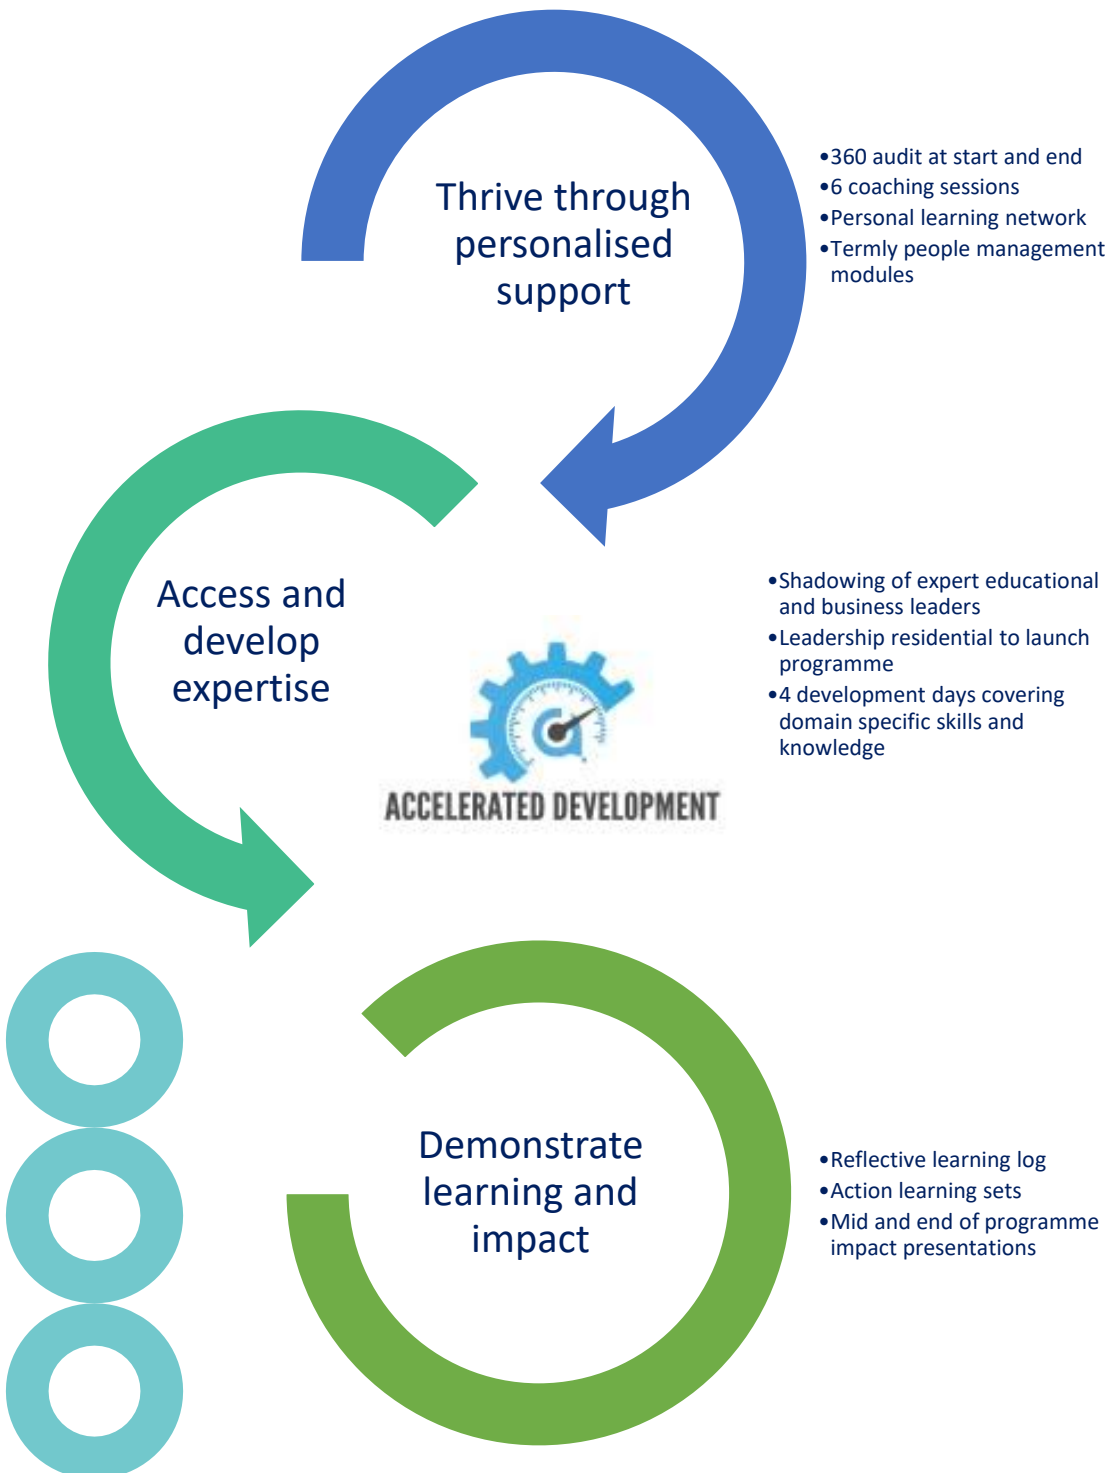 Thrive through
personalised
support
•360 audit at start and end
•6 coaching sessions
•Personal learning network
•Termly people management
modules
Access and
develop
expertise
•Shadowing of expert educational
and business leaders
•Leadership residential to launch
programme
•4 development days covering
domain specific skills and
knowledge
ACCELERATED DEVELOPMENT
Demonstrate
learning and
impact
•Reflective learning log
•Action learning sets
•Mid and end of programme
impact presentations